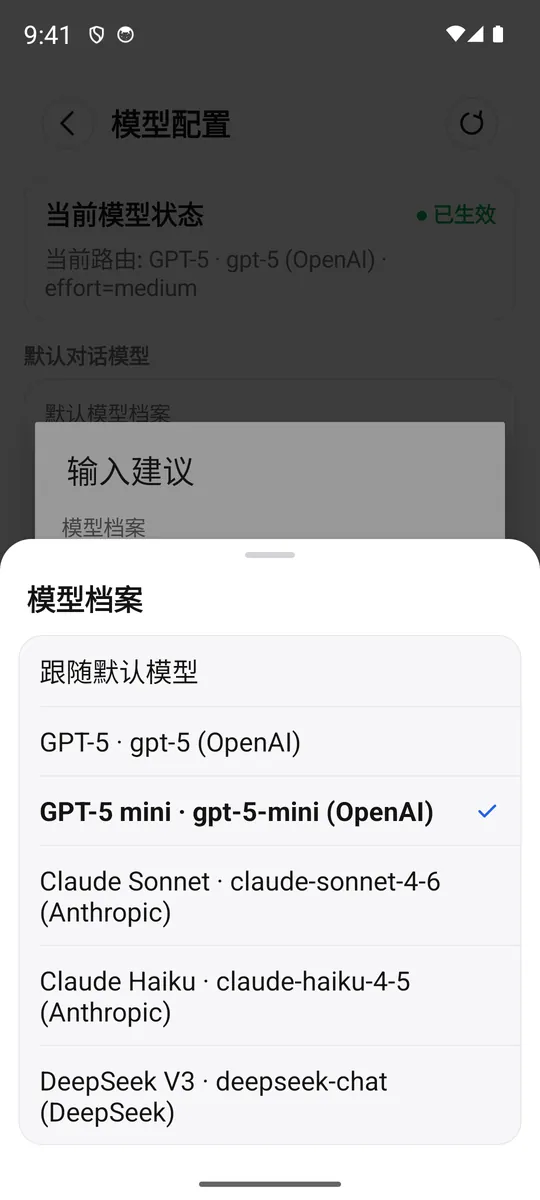 9:41
模型配置
当前模型状态
已生效
当前路由: GPT-5 · gpt-5 (OpenAI) ·
effort=medium
默认对话模型
默认模型档案
输入建议
模型档案
模型档案
跟随默认模型
GPT-5 · gpt-5 (OpenAI)
GPT-5 mini · gpt-5-mini (OpenAI)
Claude Sonnet · claude-sonnet-4-6
(Anthropic)
Claude Haiku · claude-haiku-4-5
(Anthropic)
DeepSeek V3 · deepseek-chat
(DeepSeek)